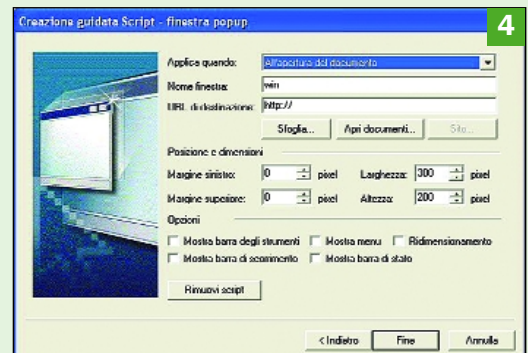 Creazione guidata Script - finestra popup
4
Applica quando: All'apertura del documento
Nome finestra: win
URL di destinazione: http://
Sfoglia... Apri documenti... Sito...
Posizione e dimensioni
Margine sinistro: 0 pixel Larghezza: 300 pixel
Margine superiore: 0 pixel Altezza: 200 pixel
Opzioni
Mostra barra degli strumenti Mostra menu Ridimensionamento
Mostra barra di scorrimento Mostra barra di stato
Rimuovi script
< Indietro Fine Annulla